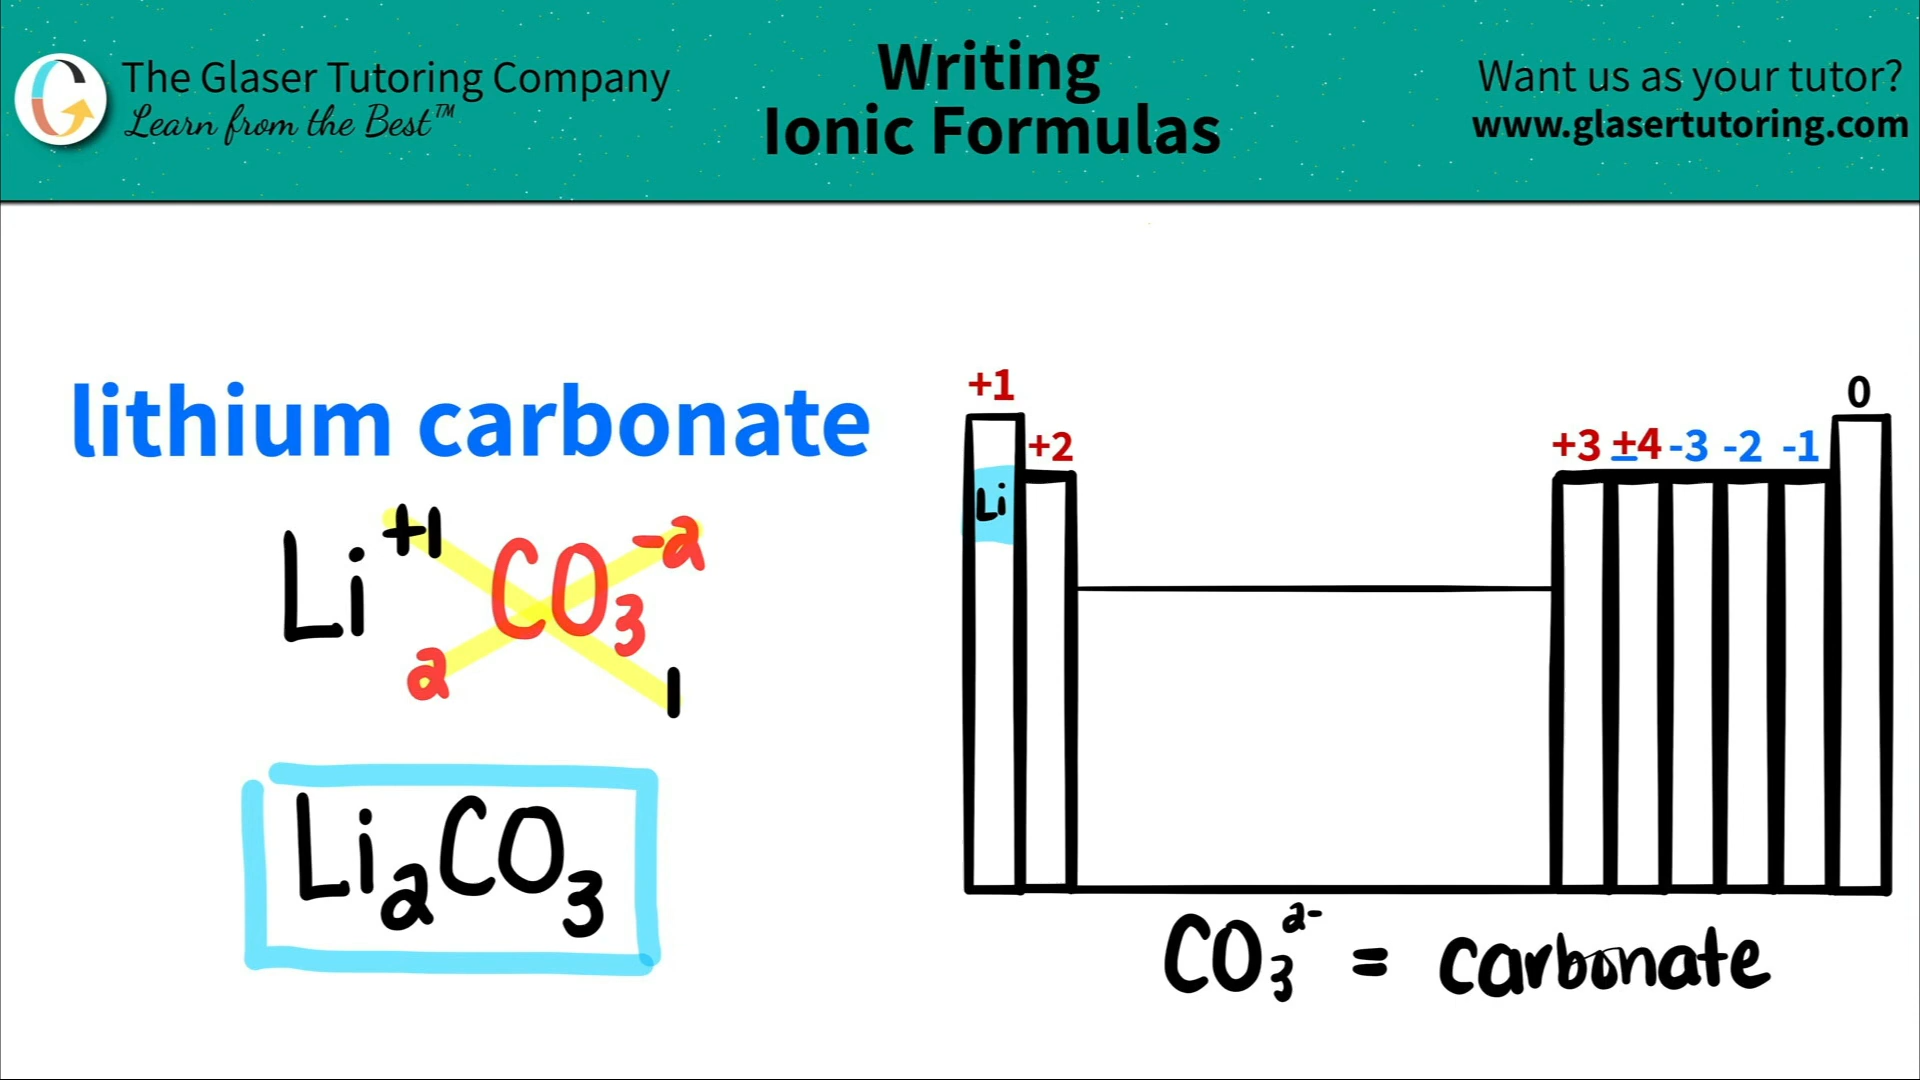 The Glaser Tutoring Company
Learn from the Best™
Writing
Ionic Formulas
Want us as your tutor?
www.glasertutoring.com
lithium carbonate
Li⁺¹ CO₃⁻²
2 1
Li₂CO₃
+1
+2
+3 ±4 -3 -2 -1
0
Li
CO₃²⁻ = carbonate